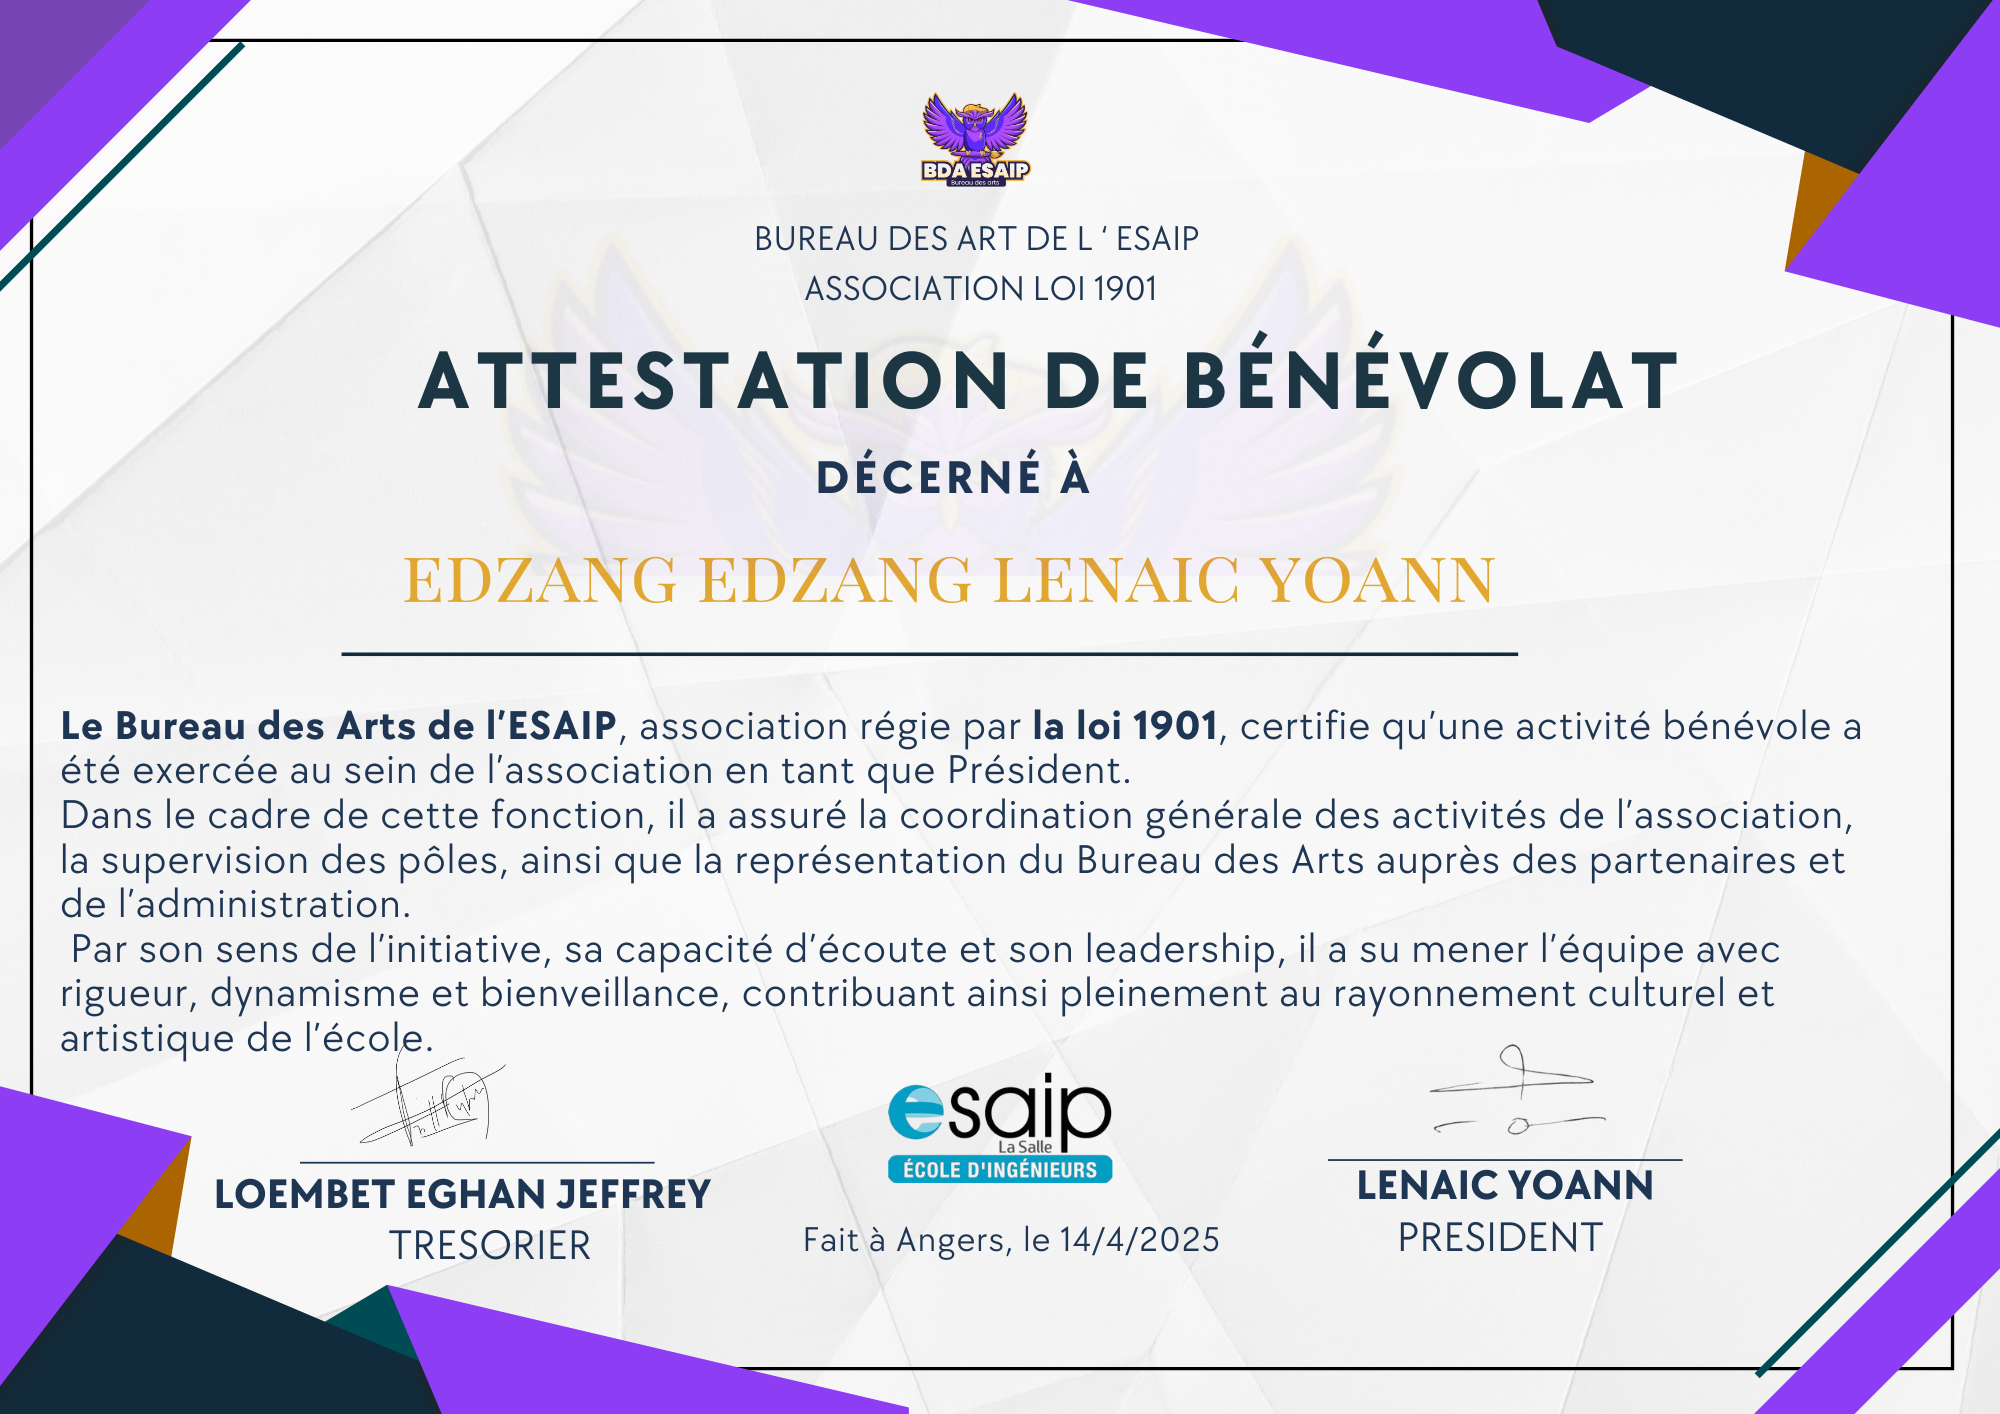 BDA ESAIP
Bureau des arts
BUREAU DES ART DE L ' ESAIP
ASSOCIATION LOI 1901
ATTESTATION DE BÉNÉVOLAT
DÉCERNÉ À
EDZANG EDZANG LENAIC YOANN
Le Bureau des Arts de l'ESAIP, association régie par la loi 1901, certifie qu'une activité bénévole a
été exercée au sein de l'association en tant que Président.
Dans le cadre de cette fonction, il a assuré la coordination générale des activités de l'association,
la supervision des pôles, ainsi que la représentation du Bureau des Arts auprès des partenaires et
de l'administration.
Par son sens de l'initiative, sa capacité d'écoute et son leadership, il a su mener l'équipe avec
rigueur, dynamisme et bienveillance, contribuant ainsi pleinement au rayonnement culturel et
artistique de l'école.
LOEMBET EGHAN JEFFREY
TRESORIER
esaip
La Salle
ÉCOLE D'INGÉNIEURS
Fait à Angers, le 14/4/2025
LENAIC YOANN
PRESIDENT